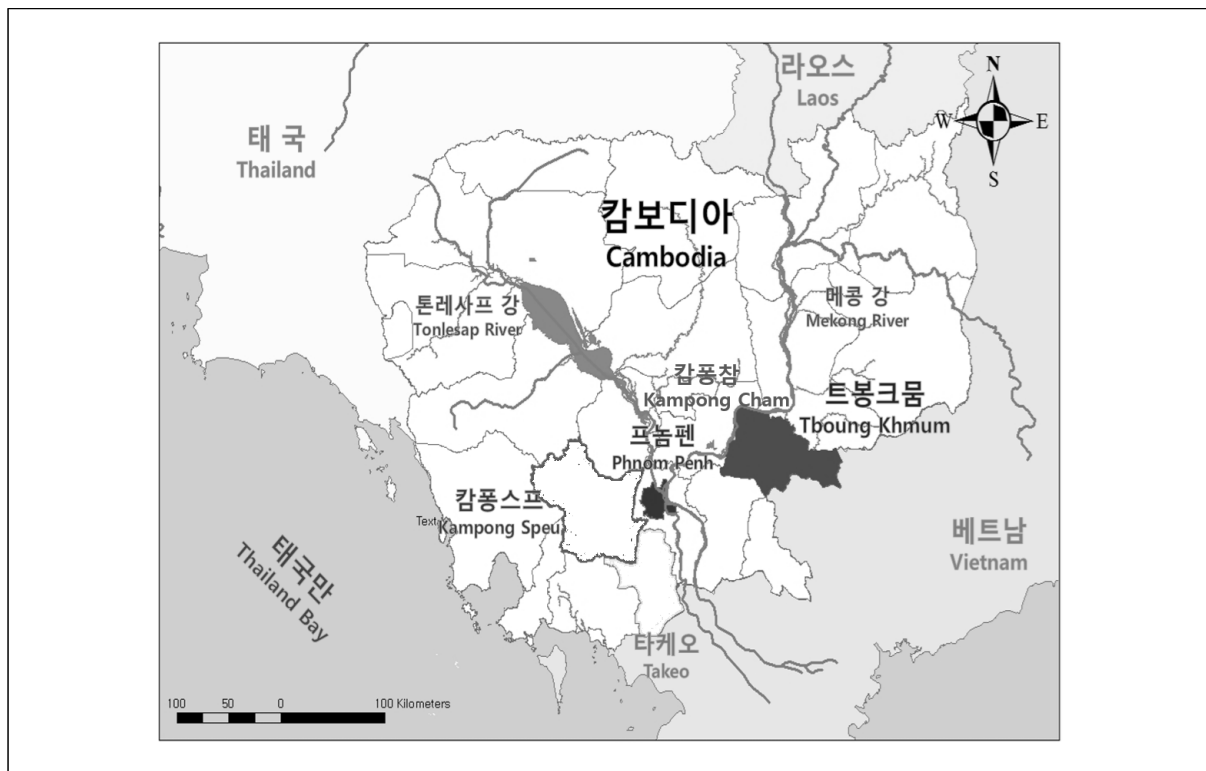 라오스
Laos
N
W
E
S
태 국
Thailand
캄보디아
Cambodia
톤레사프 강
Tonlesap River
메콩 강
Mekong River
캄퐁참
Kampong Cham
트봉크뭄
Tboung Khmum
프놈펜
Phnom Penh
캄퐁스프
Text
Kampong Speu
베트남
Vietnam
태국만
Thailand Bay
타케오
Takeo
100 50 0 100 Kilometers